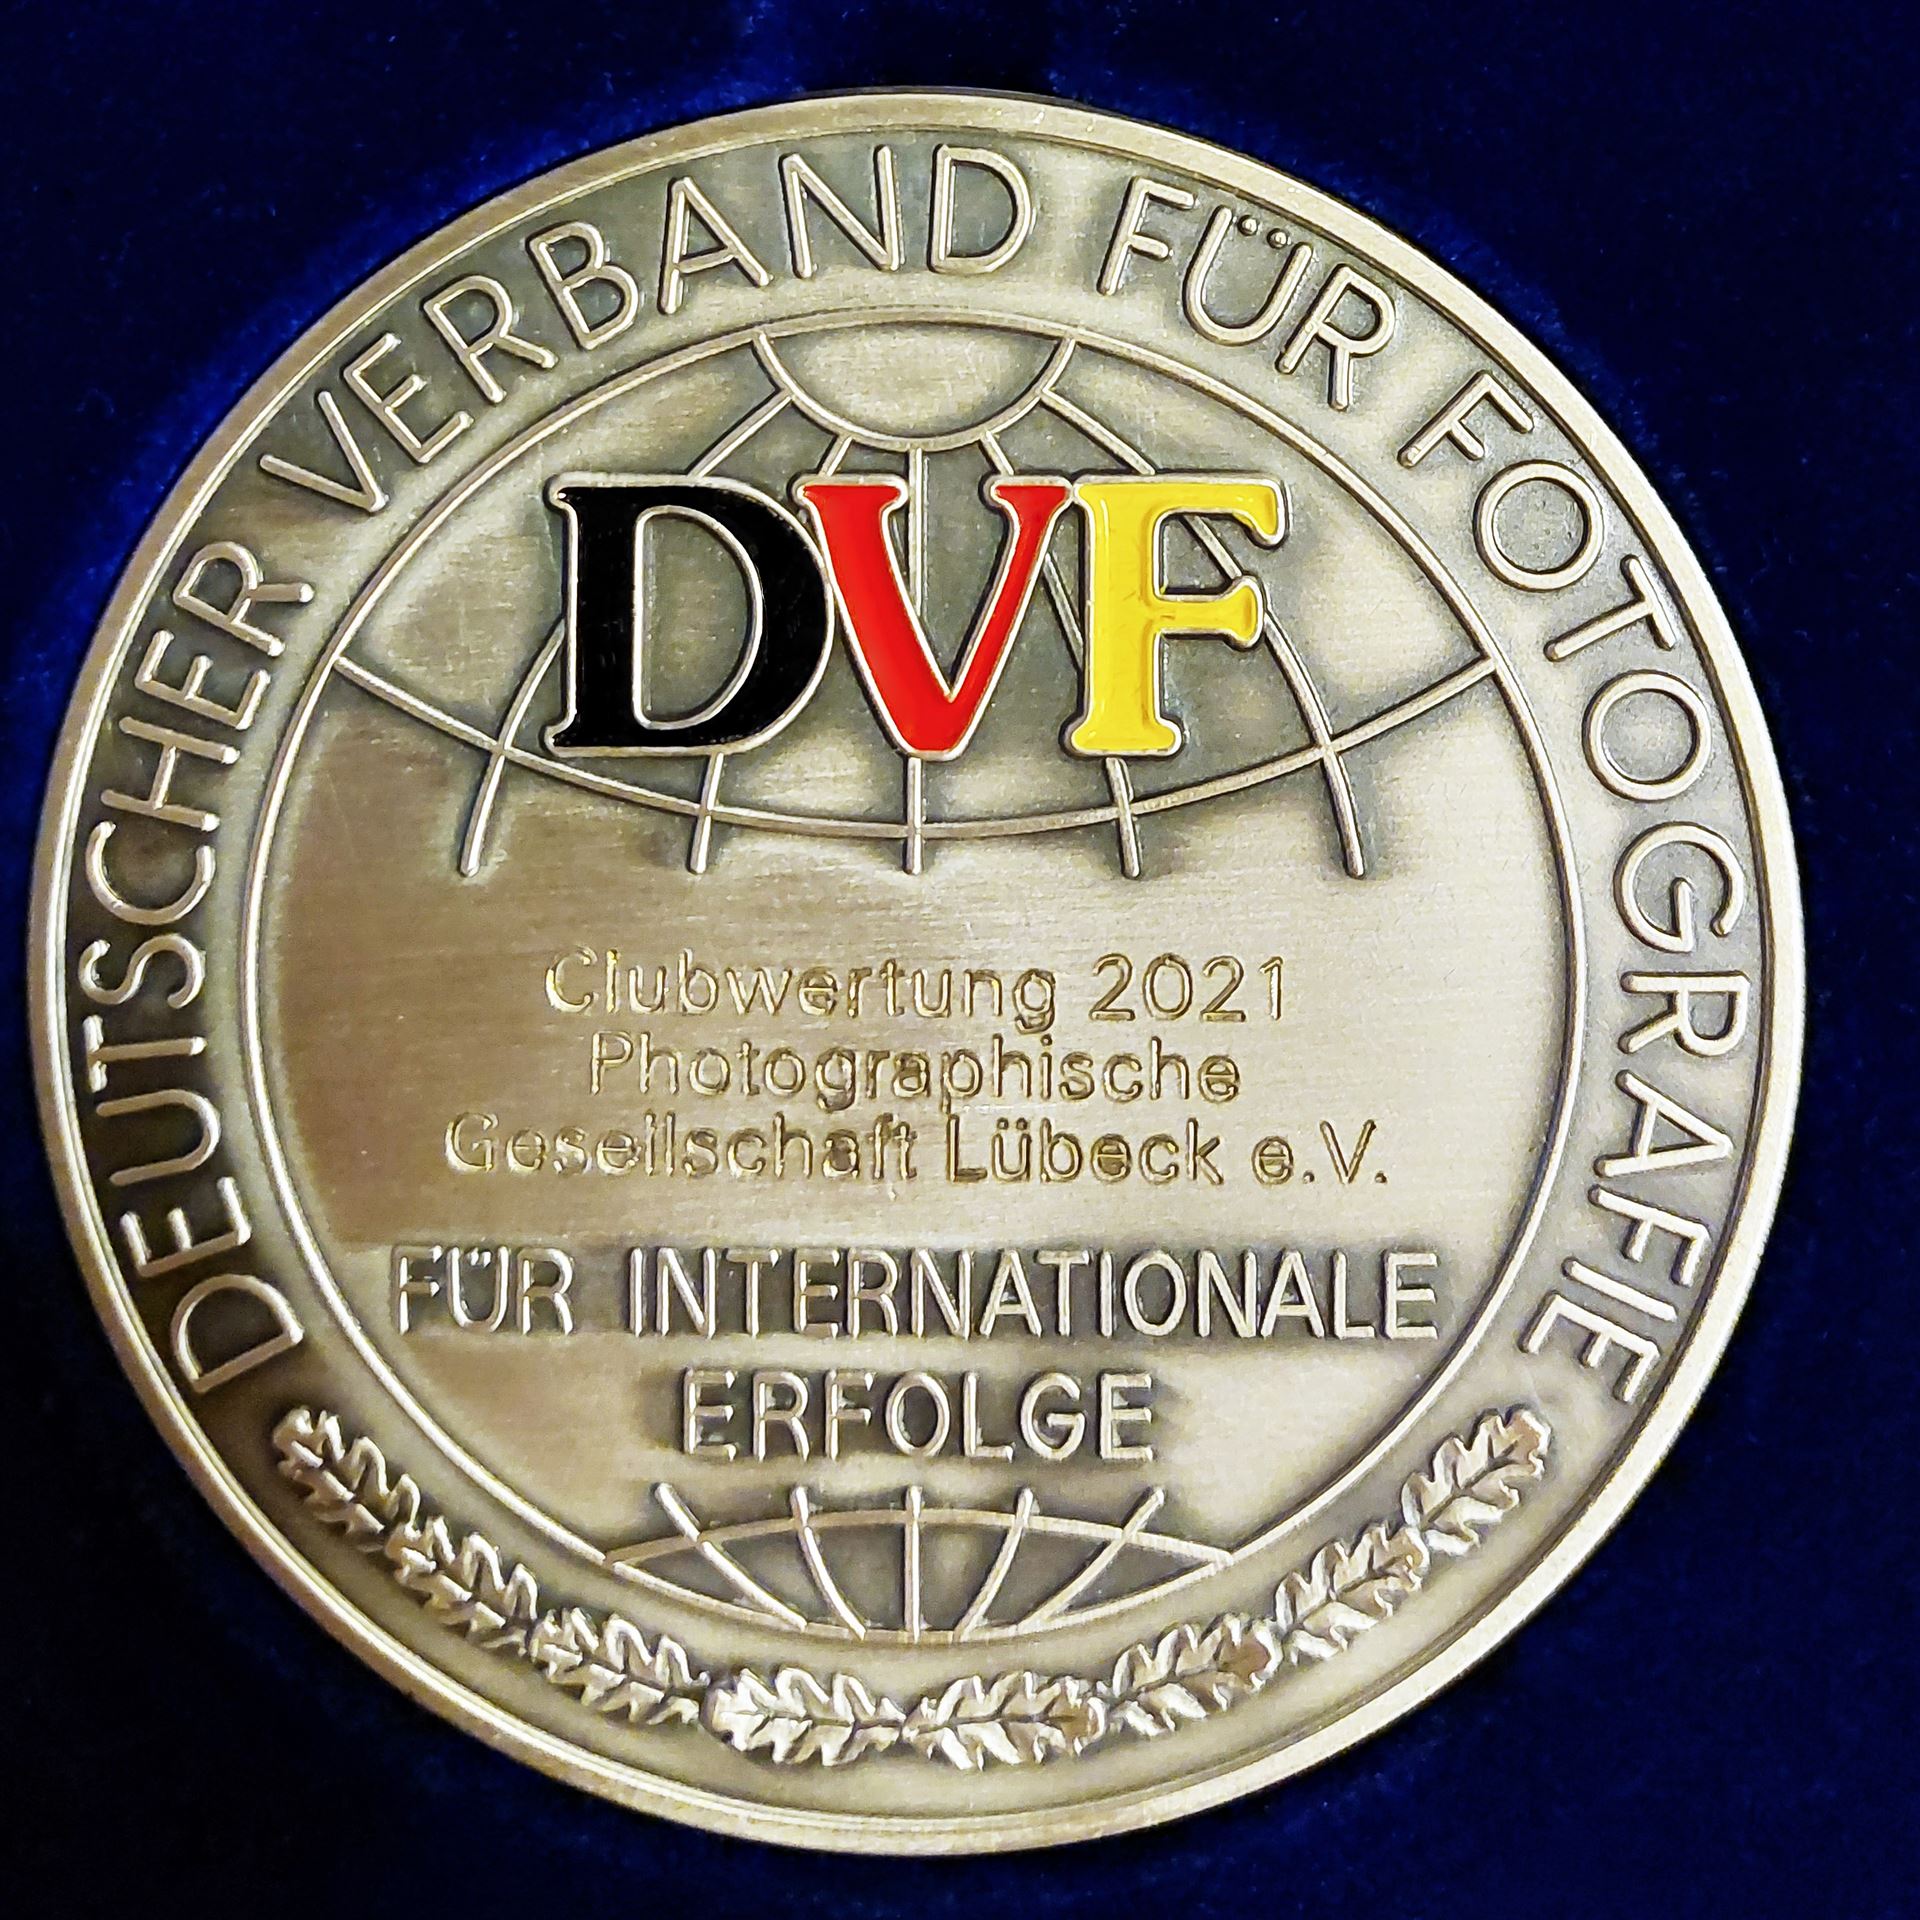 DEUTSCHER VERBAND FÜR FOTOGRAFIE
DVF
Clubwertung 2021
Photographische
Gesellschaft Lübeck e.V.
FÜR INTERNATIONALE
ERFOLGE